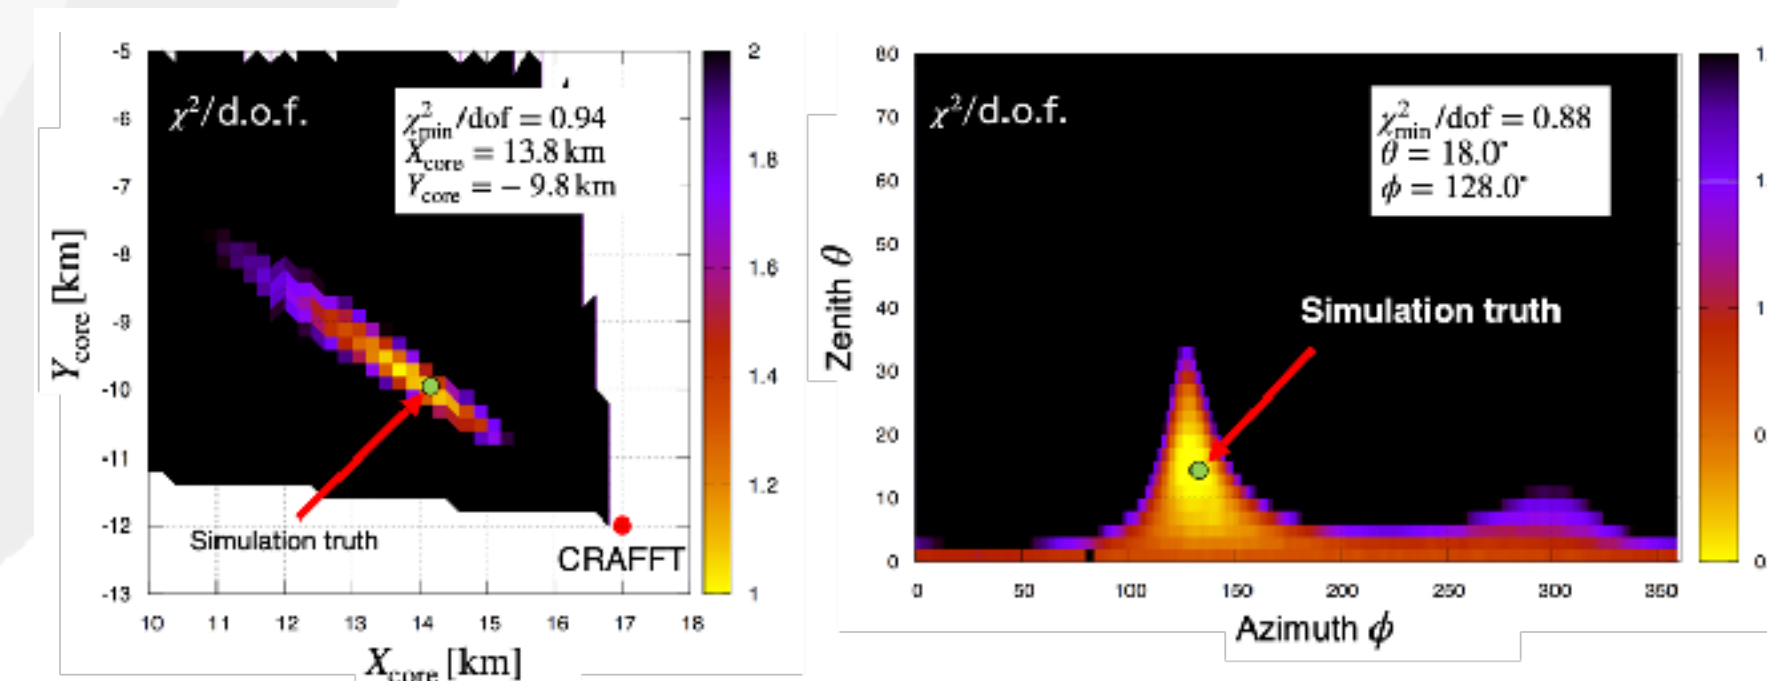 χ²/d.o.f.
χ²min/dof = 0.94
Xcore = 13.8 km
Ycore = − 9.8 km
-5
-6
-7
-8
-9
-10
-11
-12
-13
Ycore [km]
Simulation truth
CRAFFT
10 11 12 13 14 15 16 17 18
Xcore [km]
2
1.8
1.6
1.4
1.2
1
χ²/d.o.f.
χ²min/dof = 0.88
θ = 18.0°
ϕ = 128.0°
80
70
60
50
40
30
20
10
0
Zenith θ
Simulation truth
0 50 100 150 200 250 300 350
Azimuth ϕ